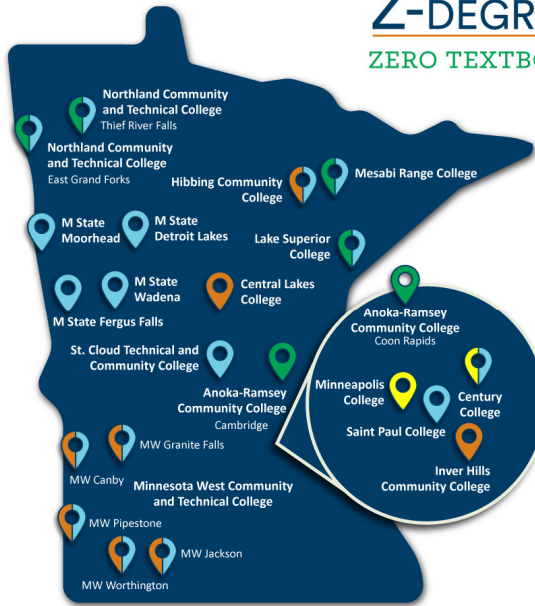 Z-DEGR
ZERO TEXTBO
Northland Community
and Technical College
Thief River Falls
Northland Community
and Technical College
East Grand Forks
Hibbing Community
College
Mesabi Range College
M State
Moorhead
M State
Detroit Lakes
Lake Superior
College
M State
Wadena
Central Lakes
College
M State Fergus Falls
Anoka-Ramsey
Community College
Coon Rapids
St. Cloud Technical and
Community College
Anoka-Ramsey
Community College
Cambridge
Minneapolis
College
Century
College
Saint Paul College
Inver Hills
Community College
MW Granite Falls
MW Canby
Minnesota West Community
and Technical College
MW Pipestone
MW Jackson
MW Worthington